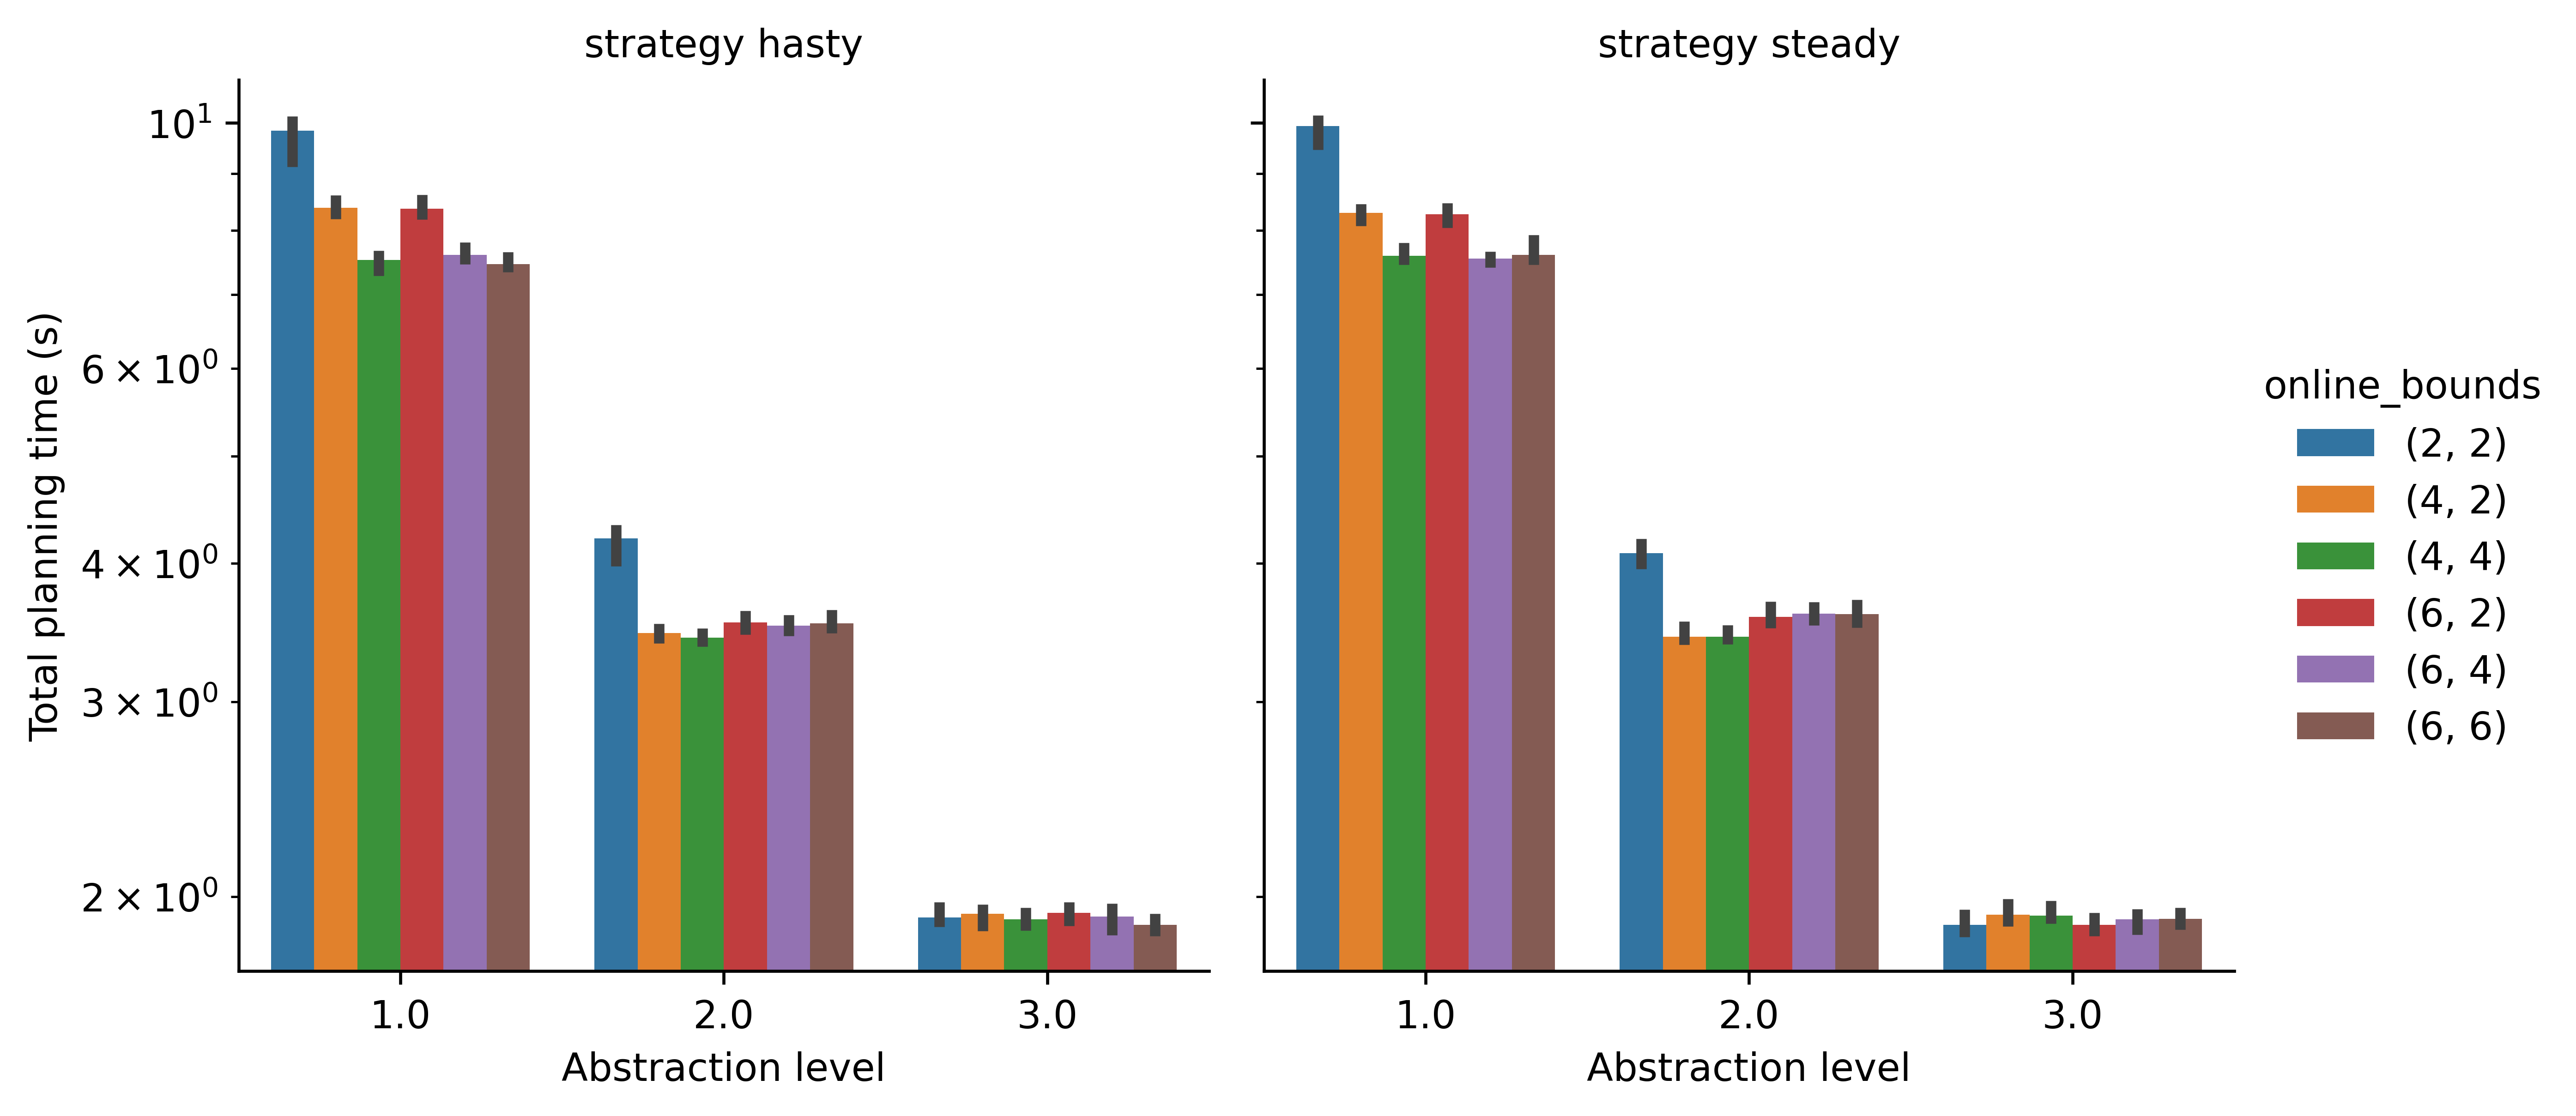 strategy hasty
strategy steady
Total planning time (s)
10¹
6 × 10⁰
4 × 10⁰
3 × 10⁰
2 × 10⁰
1.0 2.0 3.0
Abstraction level
1.0 2.0 3.0
Abstraction level
online_bounds
(2, 2)
(4, 2)
(4, 4)
(6, 2)
(6, 4)
(6, 6)